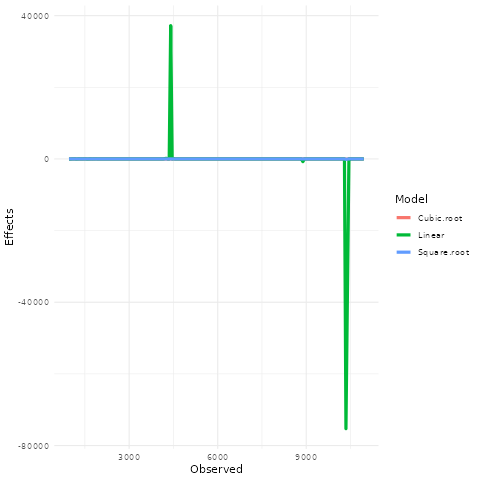 40000
0
-40000
-80000
Effects
3000 6000 9000
Observed
Model
Cubic.root
Linear
Square.root